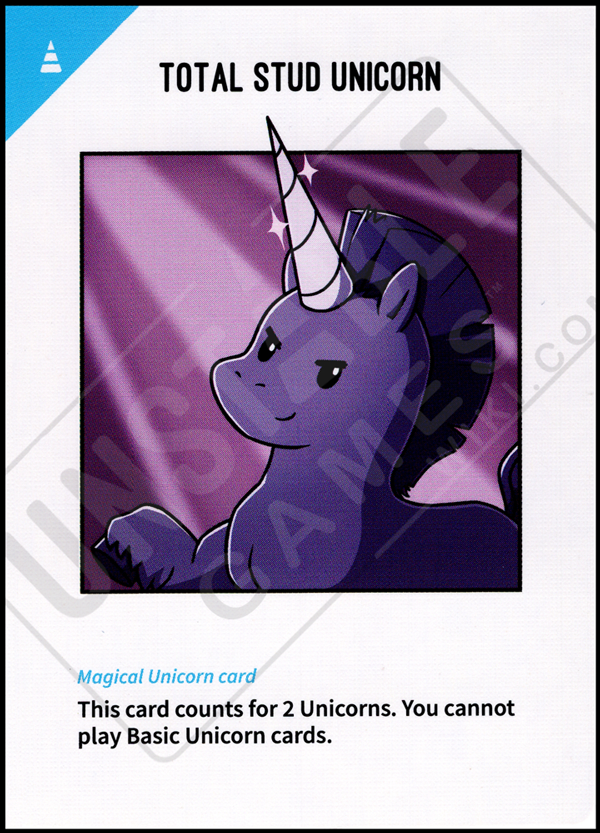 TOTAL STUD UNICORN
UNSTABLE
GAMES™
WIKI.COM
Magical Unicorn card
This card counts for 2 Unicorns. You cannot
play Basic Unicorn cards.